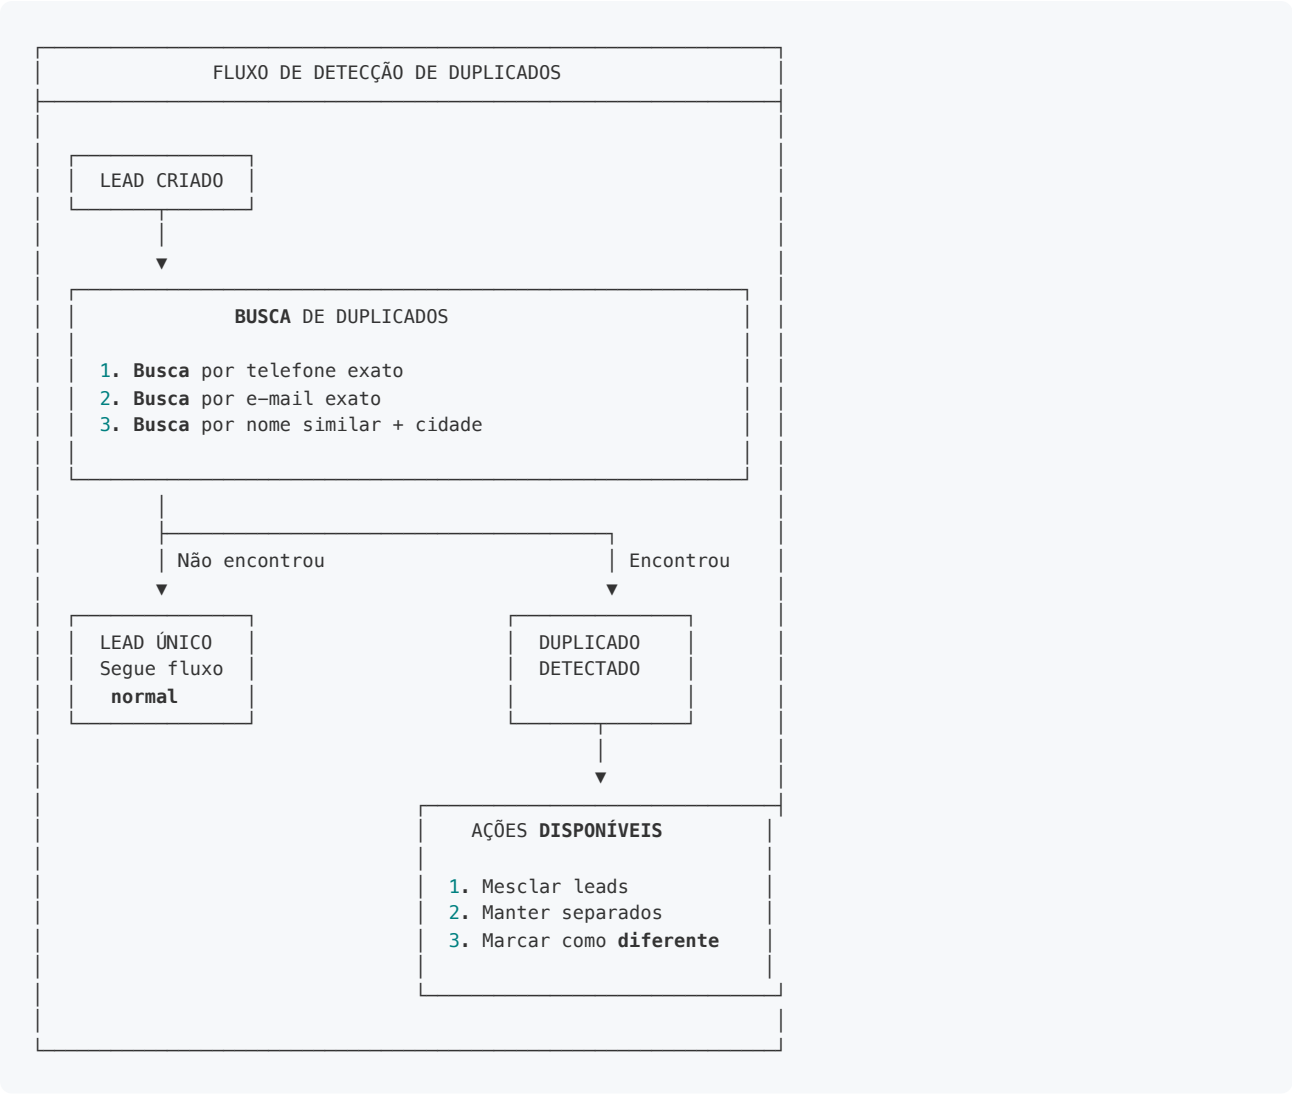 FLUXO DE DETECÇÃO DE DUPLICADOS
LEAD CRIADO
BUSCA DE DUPLICADOS
1. Busca por telefone exato
2. Busca por e-mail exato
3. Busca por nome similar + cidade
Não encontrou
Encontrou
LEAD ÚNICO
Segue fluxo
normal
DUPLICADO
DETECTADO
AÇÕES DISPONÍVEIS
1. Mesclar leads
2. Manter separados
3. Marcar como diferente